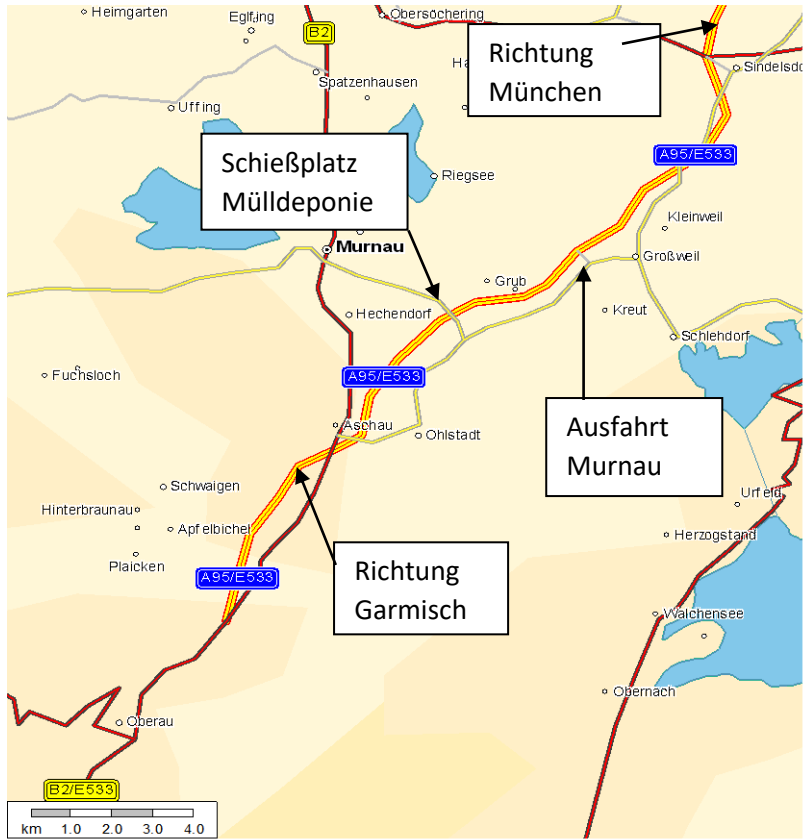 Heimgarten
Eglfing
Obersöchering
B2
Richtung
München
Ha
Sindelsdo
Spatzenhausen
Uffing
A95/E533
Schießplatz
Mülldeponie
Riegsee
Kleinweil
Murnau
Großweil
Grub
Kreut
Hechendorf
Schlehdorf
Fuchsloch
A95/E533
Ausfahrt
Murnau
Aschau
Ohlstadt
Schwaigen
Urfeld
Hinterbraunau
Apfelbichel
Herzogstand
Plaicken
A95/E533
Richtung
Garmisch
Walchensee
Obernach
Oberau
B2/E533
km 1.0 2.0 3.0 4.0